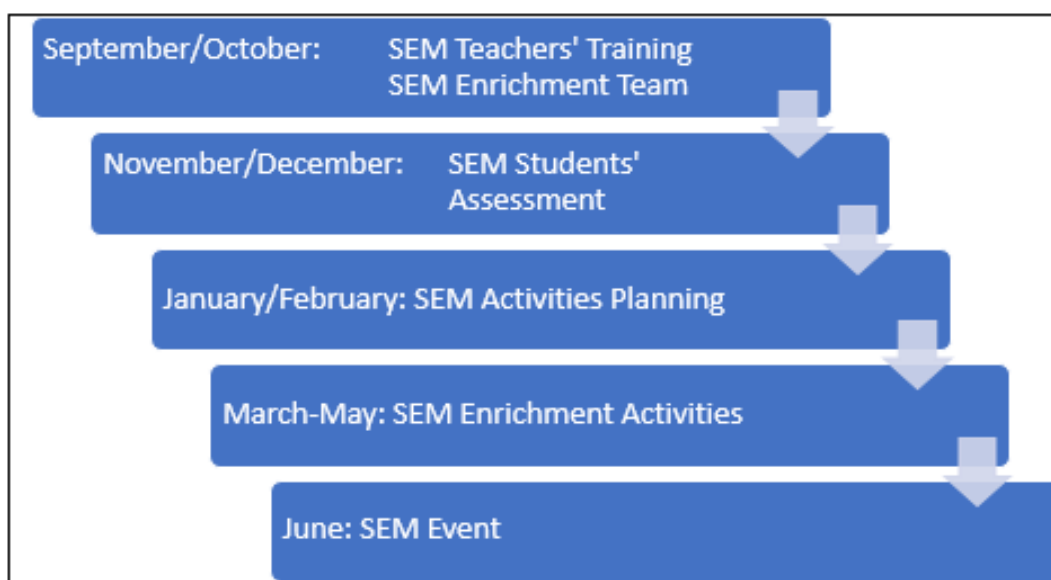 September/October: SEM Teachers' Training
SEM Enrichment Team
November/December: SEM Students'
Assessment
January/February: SEM Activities Planning
March-May: SEM Enrichment Activities
June: SEM Event